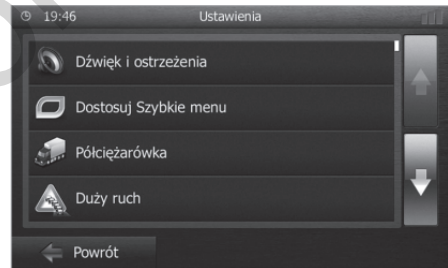 19:46 Ustawienia
Dźwięk i ostrzeżenia
Dostosuj Szybkie menu
Półciężarówka
Duży ruch
Powrót